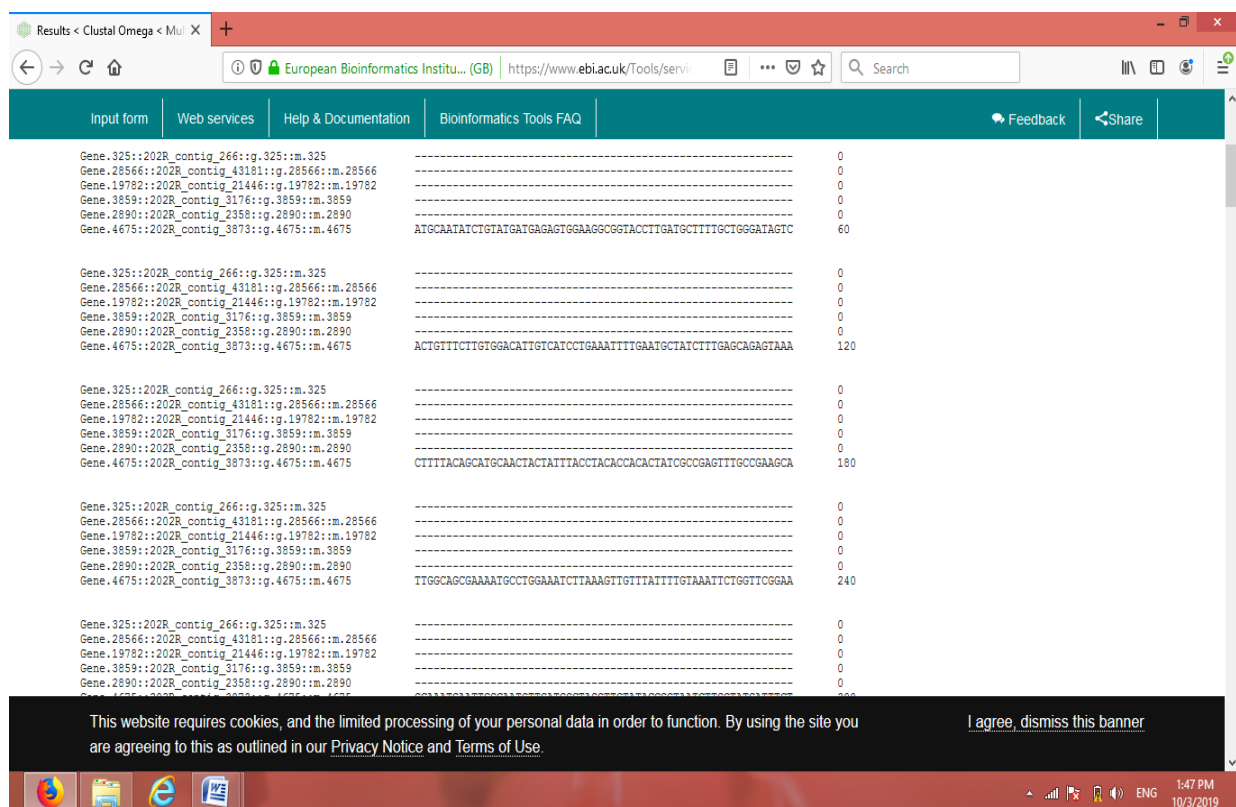 Results < Clustal Omega < Mul
European Bioinformatics Institu... (GB) https://www.ebi.ac.uk/Tools/servic Search
Input form Web services Help & Documentation Bioinformatics Tools FAQ Feedback Share
Gene.325::202R_contig_266::g.325::m.325 ------------------------------------------------------------ 0
Gene.28566::202R_contig_43181::g.28566::m.28566 ------------------------------------------------------------ 0
Gene.19782::202R_contig_21446::g.19782::m.19782 ------------------------------------------------------------ 0
Gene.3859::202R_contig_3176::g.3859::m.3859 ------------------------------------------------------------ 0
Gene.2890::202R_contig_2358::g.2890::m.2890 ------------------------------------------------------------ 0
Gene.4675::202R_contig_3873::g.4675::m.4675 ATGCAATATCTGTATGATGAGAGTGGAAGGCGGTACCTTGATGCTTTTGCTGGGATAGTC 60
Gene.325::202R_contig_266::g.325::m.325 ------------------------------------------------------------ 0
Gene.28566::202R_contig_43181::g.28566::m.28566 ------------------------------------------------------------ 0
Gene.19782::202R_contig_21446::g.19782::m.19782 ------------------------------------------------------------ 0
Gene.3859::202R_contig_3176::g.3859::m.3859 ------------------------------------------------------------ 0
Gene.2890::202R_contig_2358::g.2890::m.2890 ------------------------------------------------------------ 0
Gene.4675::202R_contig_3873::g.4675::m.4675 ACTGTTTCTTGTGGACATTGTCATCCTGAAATTTTGAATGCTATCTTTGAGCAGAGTAAA 120
Gene.325::202R_contig_266::g.325::m.325 ------------------------------------------------------------ 0
Gene.28566::202R_contig_43181::g.28566::m.28566 ------------------------------------------------------------ 0
Gene.19782::202R_contig_21446::g.19782::m.19782 ------------------------------------------------------------ 0
Gene.3859::202R_contig_3176::g.3859::m.3859 ------------------------------------------------------------ 0
Gene.2890::202R_contig_2358::g.2890::m.2890 ------------------------------------------------------------ 0
Gene.4675::202R_contig_3873::g.4675::m.4675 CTTTTACAGCATGCAACTACTATTTACCTACACCACACTATCGCCGAGTTTGCCGAAGCA 180
Gene.325::202R_contig_266::g.325::m.325 ------------------------------------------------------------ 0
Gene.28566::202R_contig_43181::g.28566::m.28566 ------------------------------------------------------------ 0
Gene.19782::202R_contig_21446::g.19782::m.19782 ------------------------------------------------------------ 0
Gene.3859::202R_contig_3176::g.3859::m.3859 ------------------------------------------------------------ 0
Gene.2890::202R_contig_2358::g.2890::m.2890 ------------------------------------------------------------ 0
Gene.4675::202R_contig_3873::g.4675::m.4675 TTGGCAGCGAAAATGCCTGGAAATCTTAAAGTTGTTTATTTTGTAAATTCTGGTTCGGAA 240
Gene.325::202R_contig_266::g.325::m.325 ------------------------------------------------------------ 0
Gene.28566::202R_contig_43181::g.28566::m.28566 ------------------------------------------------------------ 0
Gene.19782::202R_contig_21446::g.19782::m.19782 ------------------------------------------------------------ 0
Gene.3859::202R_contig_3176::g.3859::m.3859 ------------------------------------------------------------ 0
Gene.2890::202R_contig_2358::g.2890::m.2890 ------------------------------------------------------------ 0
This website requires cookies, and the limited processing of your personal data in order to function. By using the site you I agree, dismiss this banner
are agreeing to this as outlined in our Privacy Notice and Terms of Use.
ENG 1:47 PM
10/3/2019